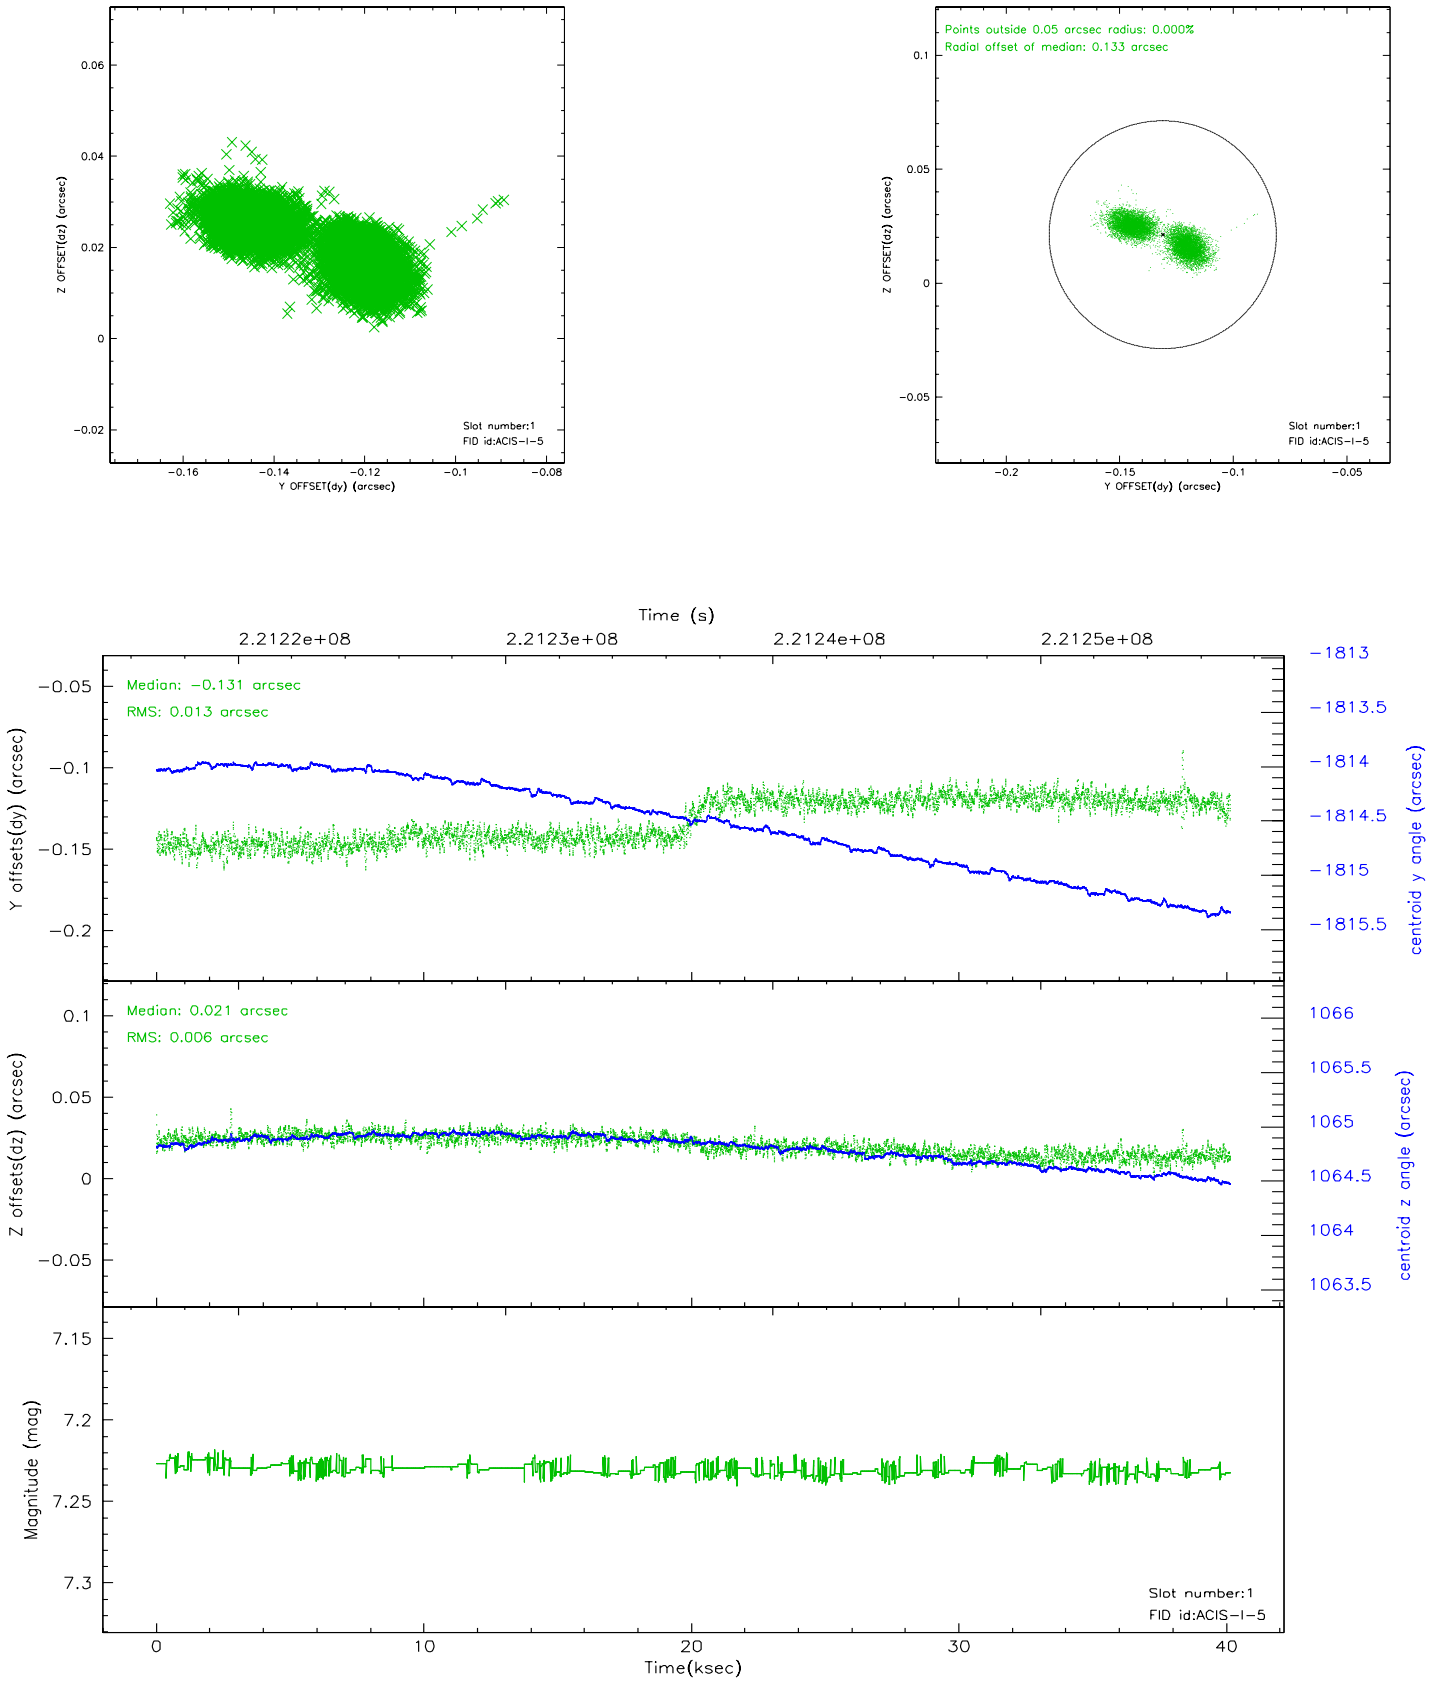 0.06
0.04
0.02
0
−0.02
Z OFFSET(dz) (arcsec)
Slot number:1
FID id:ACIS−I−5
−0.16 −0.14 −0.12 −0.1 −0.08
Y OFFSET(dy) (arcsec)
Points outside 0.05 arcsec radius: 0.000%
Radial offset of median: 0.133 arcsec
0.1
0.05
0
−0.05
Z OFFSET(dz) (arcsec)
Slot number:1
FID id:ACIS−I−5
−0.2 −0.15 −0.1 −0.05
Y OFFSET(dy) (arcsec)
Time (s)
2.2122e+08 2.2123e+08 2.2124e+08 2.2125e+08
Median: −0.131 arcsec
RMS: 0.013 arcsec
−0.05
−0.1
−0.15
−0.2
Y offsets(dy) (arcsec)
−1813
−1813.5
−1814
−1814.5
−1815
−1815.5
centroid y angle (arcsec)
Median: 0.021 arcsec
RMS: 0.006 arcsec
0.1
0.05
0
−0.05
Z offsets(dz) (arcsec)
1066
1065.5
1065
1064.5
1064
1063.5
centroid z angle (arcsec)
7.15
7.2
7.25
7.3
Magnitude (mag)
Slot number:1
FID id:ACIS−I−5
0 10 20 30 40
Time(ksec)